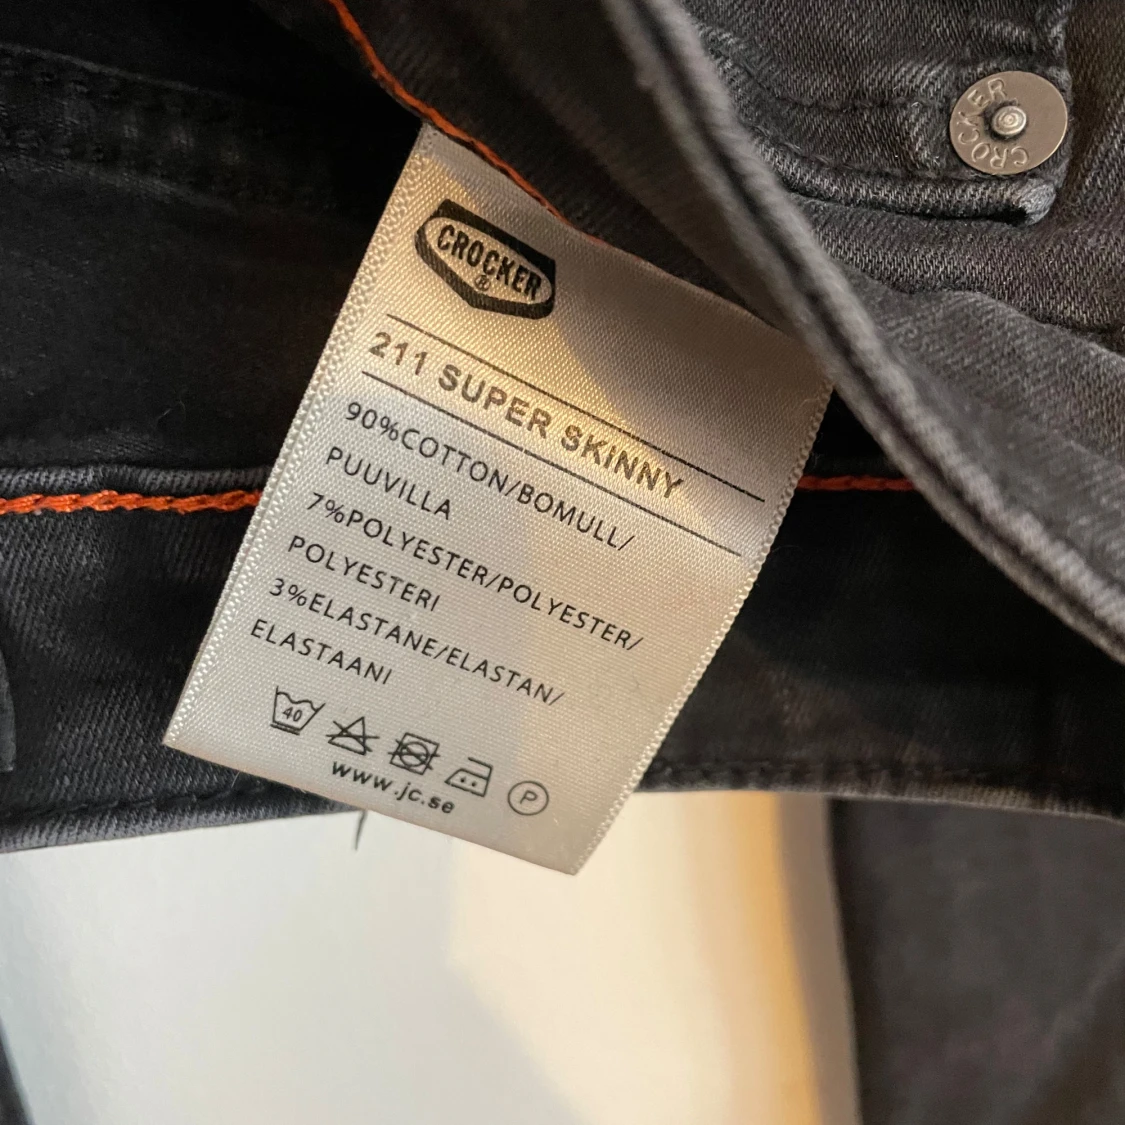 CROCKER
®
211 SUPER SKINNY
90%COTTON/BOMULL/
PUUVILLA
7%POLYESTER/POLYESTER/
POLYESTERI
3%ELASTANE/ELASTAN/
ELASTAANI
40
P
www.jc.se
CROCKER